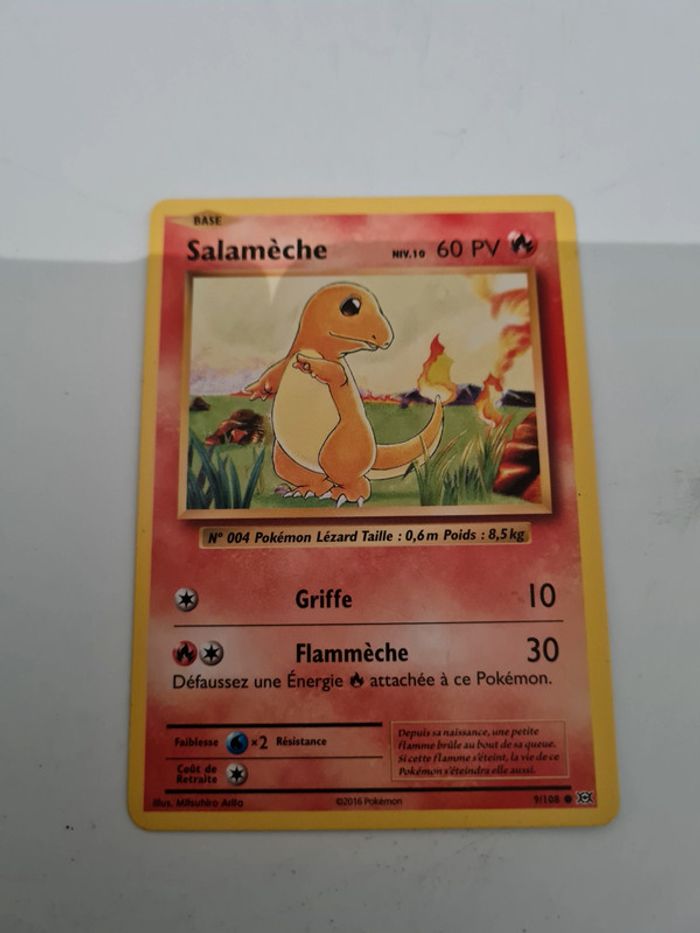 BASE
Salamèche NIV.10 60 PV
N° 004 Pokémon Lézard Taille : 0,6m Poids : 8,5kg
Griffe 10
Flammèche 30
Défaussez une Énergie attachée à ce Pokémon.
Faiblesse ×2 Résistance
Coût de
Retraite
Depuis sa naissance, une petite
flamme brûle au bout de sa queue.
Si cette flamme s'éteint, la vie de ce
Pokémon s'éteindra elle aussi.
Illus. Mitsuhiro Arita ©2016 Pokémon 9/108